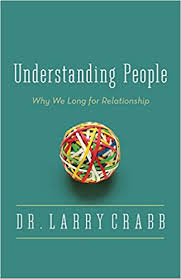 Understanding People
Why We Long for Relationship
DR. LARRY CRABB